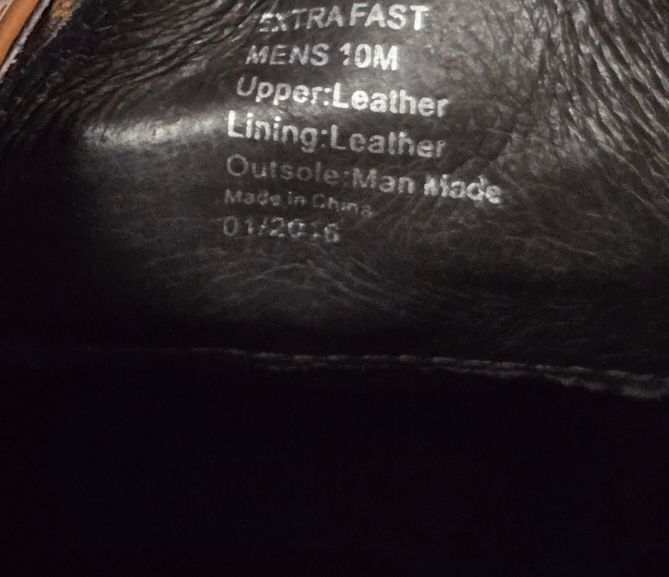 EXTRA FAST
MENS 10M
Upper:Leather
Lining:Leather
Outsole:Man Made
Made in China
01/2016